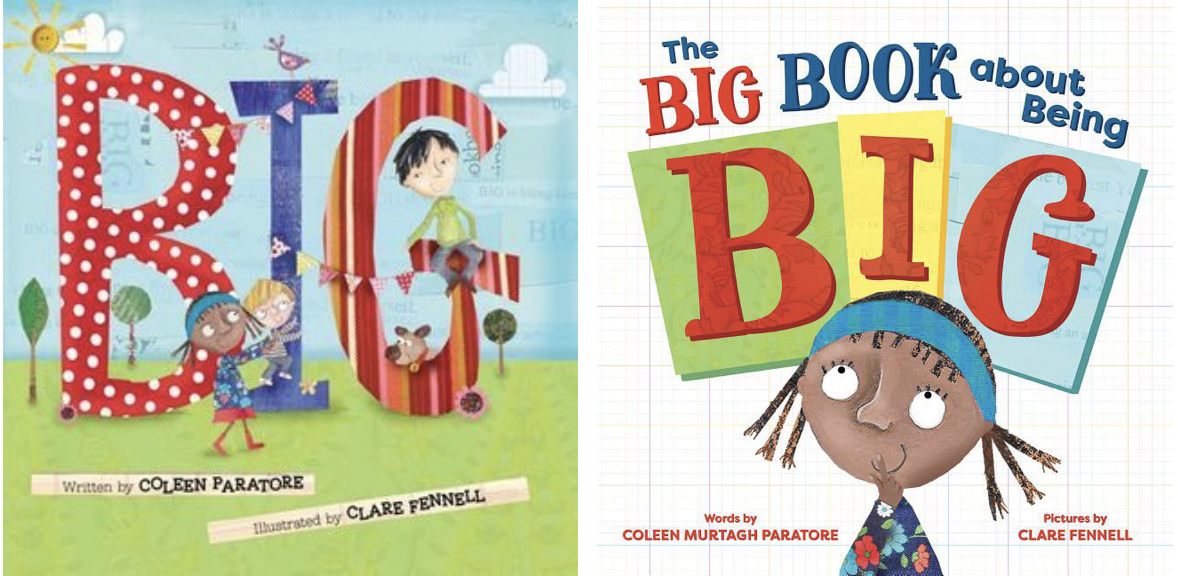 BIG
Written by COLEEN PARATORE
Illustrated by CLARE FENNELL
The
BIG BOOK about
Being
BIG
Words by
COLEEN MURTAGH PARATORE
Pictures by
CLARE FENNELL